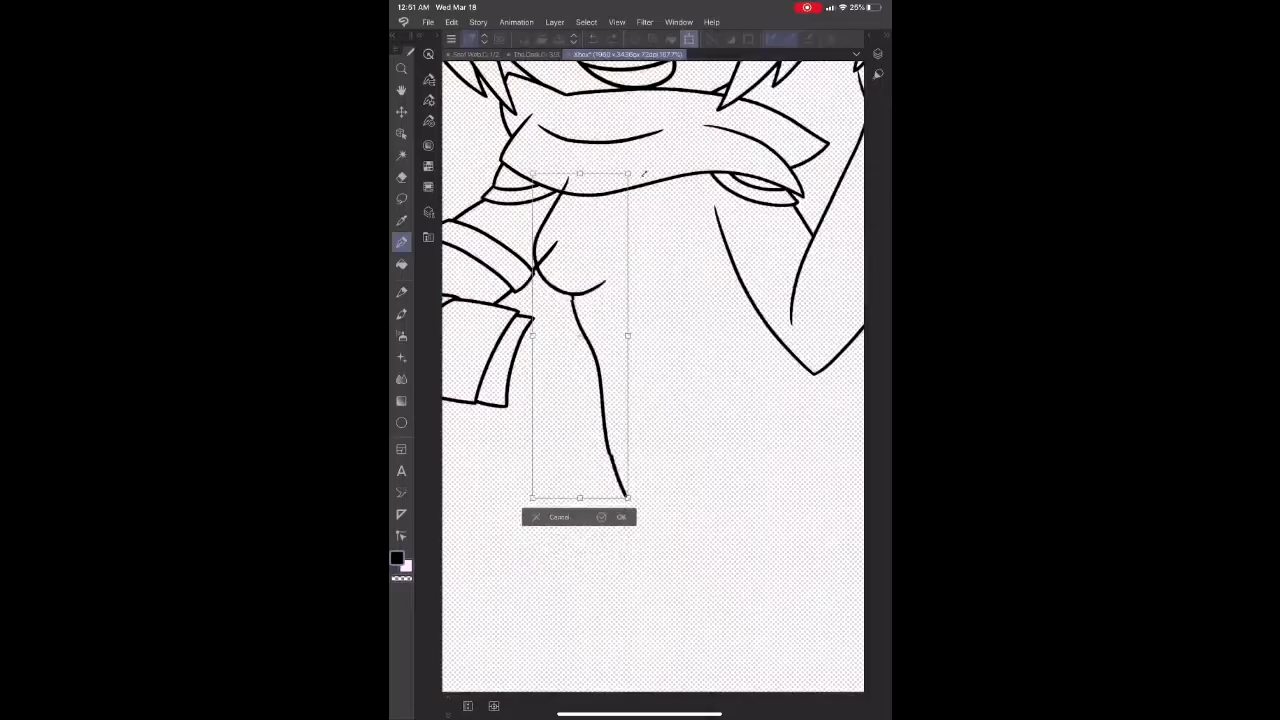 12:51 AM Wed Mar 18
25%
File Edit Story Animation Layer Select View Filter Window Help
Cancel OK